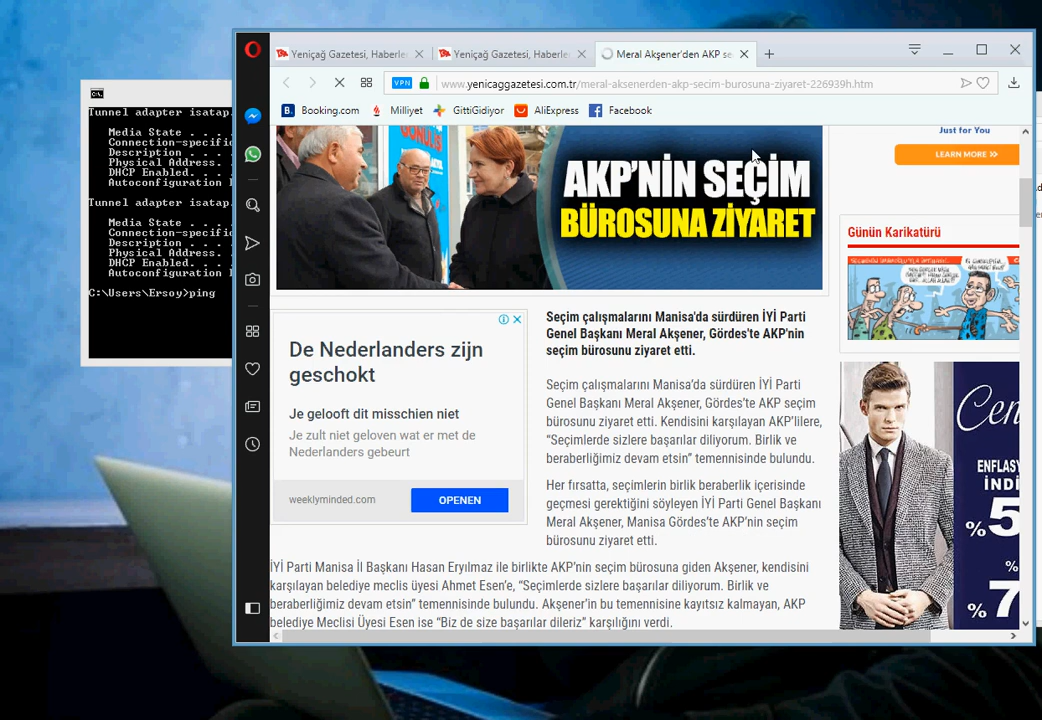 Tunnel adapter isatap.
Media State . . .
Connection-specific
Description . . .
Physical Address.
DHCP Enabled.
Autoconfiguration
Tunnel adapter isatap.
Media State . . .
Connection-specific
Description . . .
Physical Address. .
DHCP Enabled. . .
Autoconfiguration
C:\Users\Ersoy>ping
Yeniçağ Gazetesi, Haberler
Yeniçağ Gazetesi, Haberle
Meral Akşener'den AKP se
VPN
www.yenicaggazetesi.com.tr/meral-aksenerden-akp-secim-burosuna-ziyaret-226939h.htm
B. Booking.com
Milliyet
GittiGidiyor
AliExpress
Facebook
AKP'NİN SEÇİM
BÜROSUNA ZİYARET
Just for You
LEARN MORE »
Günün Karikatürü
De Nederlanders zijn
geschokt
Je gelooft dit misschien niet
Je zult niet geloven wat er met de
Nederlanders gebeurt
weeklyminded.com
OPENEN
Seçim çalışmalarını Manisa'da sürdüren İYİ Parti
Genel Başkanı Meral Akşener, Gördes'te AKP'nin
seçim bürosunu ziyaret etti.
Seçim çalışmalarını Manisa’da sürdüren İYİ Parti
Genel Başkanı Meral Akşener, Gördes’te AKP seçim
bürosunu ziyaret etti. Kendisini karşılayan AKP’lilere,
“Seçimlerde sizlere başarılar diliyorum. Birlik ve
beraberliğimiz devam etsin” temennisinde bulundu.
Her fırsatta, seçimlerin birlik beraberlik içerisinde
geçmesi gerektiğini söyleyen İYİ Parti Genel Başkanı
Meral Akşener, Manisa Gördes’te AKP’nin seçim
bürosunu ziyaret etti.
İYİ Parti Manisa İl Başkanı Hasan Eryılmaz ile birlikte AKP’nin seçim bürosuna giden Akşener, kendisini
karşılayan belediye meclis üyesi Ahmet Esen’e, “Seçimlerde sizlere başarılar diliyorum. Birlik ve
beraberliğimiz devam etsin” temennisinde bulundu. Akşener’in bu temennisine kayıtsız kalmayan, AKP
belediye Meclisi Üyesi Esen ise “Biz de size başarılar dileriz” karşılığını verdi.
Cen
ENFLASY
İNDİ
%5
%
%7